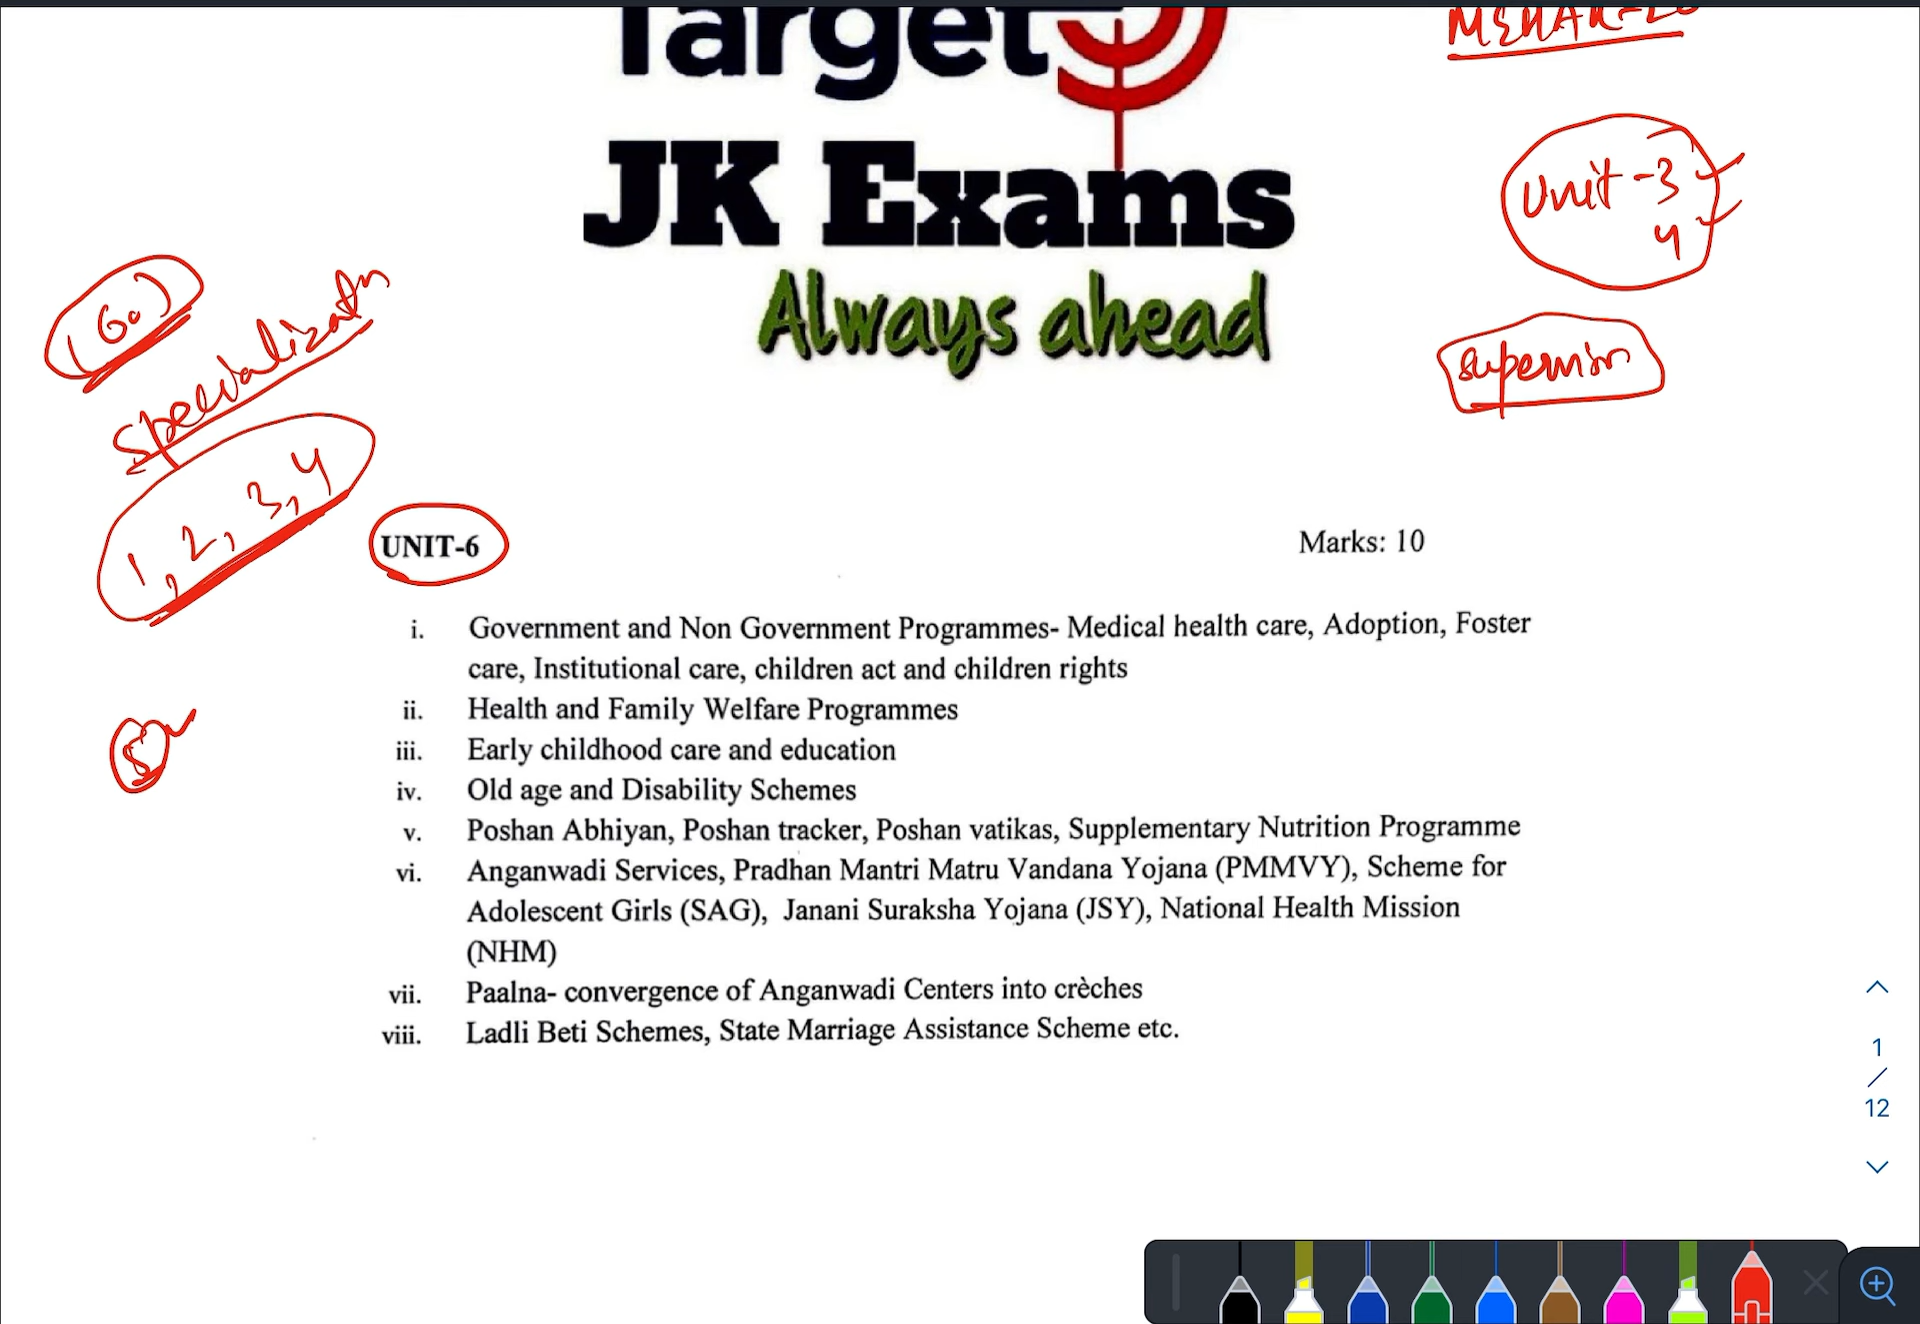 Target
MEHAK-20
JK Exams
Unit-3
4
Always ahead
(60)
specializatn
supervisor
1, 2, 3, 4
UNIT-6 Marks: 10
i. Government and Non Government Programmes- Medical health care, Adoption, Foster
care, Institutional care, children act and children rights
ii. Health and Family Welfare Programmes
iii. Early childhood care and education
iv. Old age and Disability Schemes
v. Poshan Abhiyan, Poshan tracker, Poshan vatikas, Supplementary Nutrition Programme
vi. Anganwadi Services, Pradhan Mantri Matru Vandana Yojana (PMMVY), Scheme for
Adolescent Girls (SAG), Janani Suraksha Yojana (JSY), National Health Mission
(NHM)
vii. Paalna- convergence of Anganwadi Centers into crèches
viii. Ladli Beti Schemes, State Marriage Assistance Scheme etc.
1
/
12